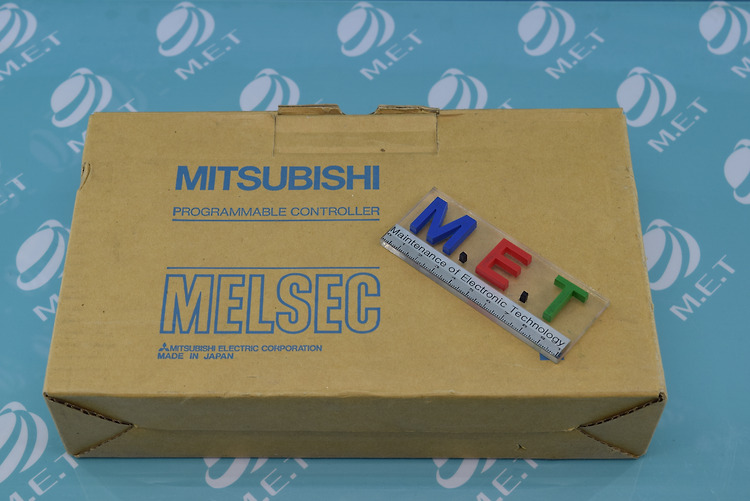 MITSUBISHI
PROGRAMMABLE CONTROLLER
MELSEC
MITSUBISHI ELECTRIC CORPORATION
MADE IN JAPAN
M.E.T
Maintenance of Electronic Technology
M.E.T
M.E.T
M.E.T
M.E.T
M.E.T
M.E.T
M.E.T
M.E.T
M.E.T
M.E.T